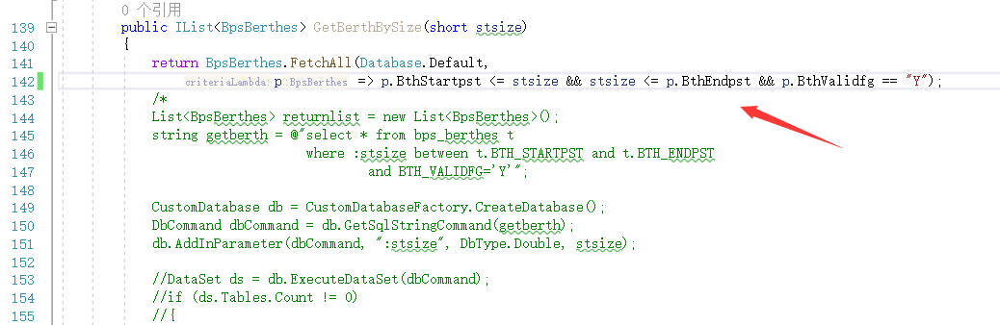 0 个引用
139 public IList<BpsBerthes> GetBerthBySize(short stsize)
140 {
141 return BpsBerthes.FetchAll(Database.Default,
142 criteriaLambda: p :BpsBerthes => p.BthStartpst <= stsize && stsize <= p.BthEndpst && p.BthValidfg == "Y");
143 /*
144 List<BpsBerthes> returnlist = new List<BpsBerthes>();
145 string getberth = @"select * from bps_berthes t
146 where :stsize between t.BTH_STARTPST and t.BTH_ENDPST
147 and BTH_VALIDFG='Y'";
148
149 CustomDatabase db = CustomDatabaseFactory.CreateDatabase();
150 DbCommand dbCommand = db.GetSqlStringCommand(getberth);
151 db.AddInParameter(dbCommand, ":stsize", DbType.Double, stsize);
152
153 //DataSet ds = db.ExecuteDataSet(dbCommand);
154 //if (ds.Tables.Count != 0)
155 //{